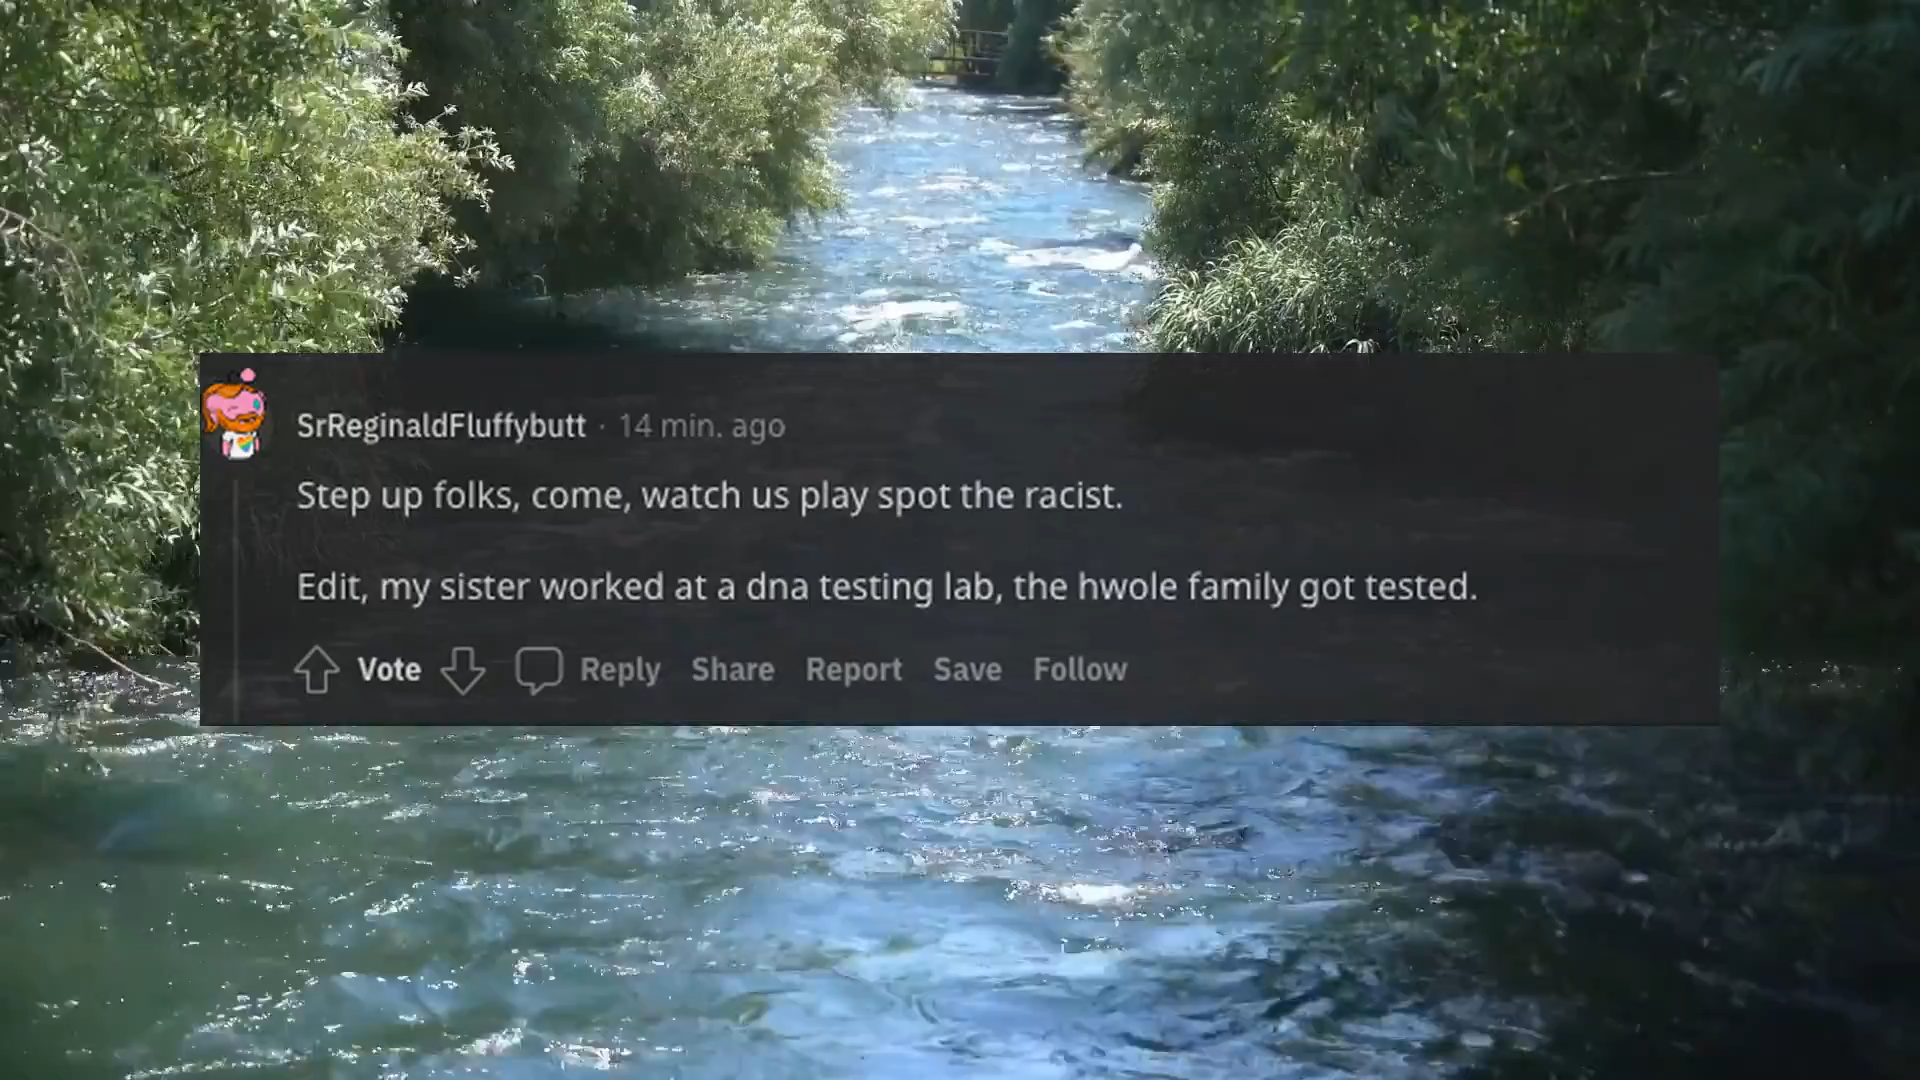 SrReginaldFluffybutt · 14 min. ago
Step up folks, come, watch us play spot the racist.
Edit, my sister worked at a dna testing lab, the hwole family got tested.
Vote Reply Share Report Save Follow